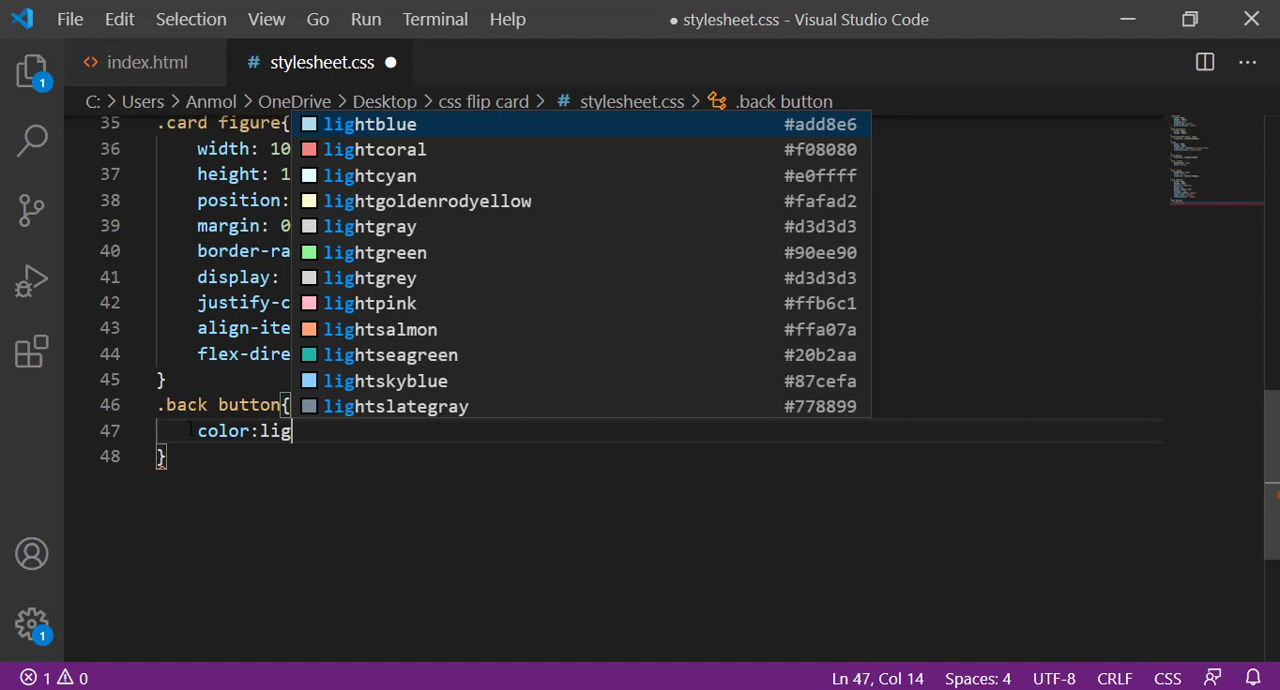 File Edit Selection View Go Run Terminal Help ● stylesheet.css - Visual Studio Code
<> index.html # stylesheet.css ●
C: > Users > Anmol > OneDrive > Desktop > css flip card > # stylesheet.css > .back button
35 .card figure{
36 width: 10
37 height: 1
38 position:
39 margin: 0
40 border-ra
41 display:
42 justify-c
43 align-ite
44 flex-dire
45 }
46 .back button{
47 color:lig
48 }
lightblue #add8e6
lightcoral #f08080
lightcyan #e0ffff
lightgoldenrodyellow #fafad2
lightgray #d3d3d3
lightgreen #90ee90
lightgrey #d3d3d3
lightpink #ffb6c1
lightsalmon #ffa07a
lightseagreen #20b2aa
lightskyblue #87cefa
lightslategray #778899
1
1
1 0 Ln 47, Col 14 Spaces: 4 UTF-8 CRLF CSS